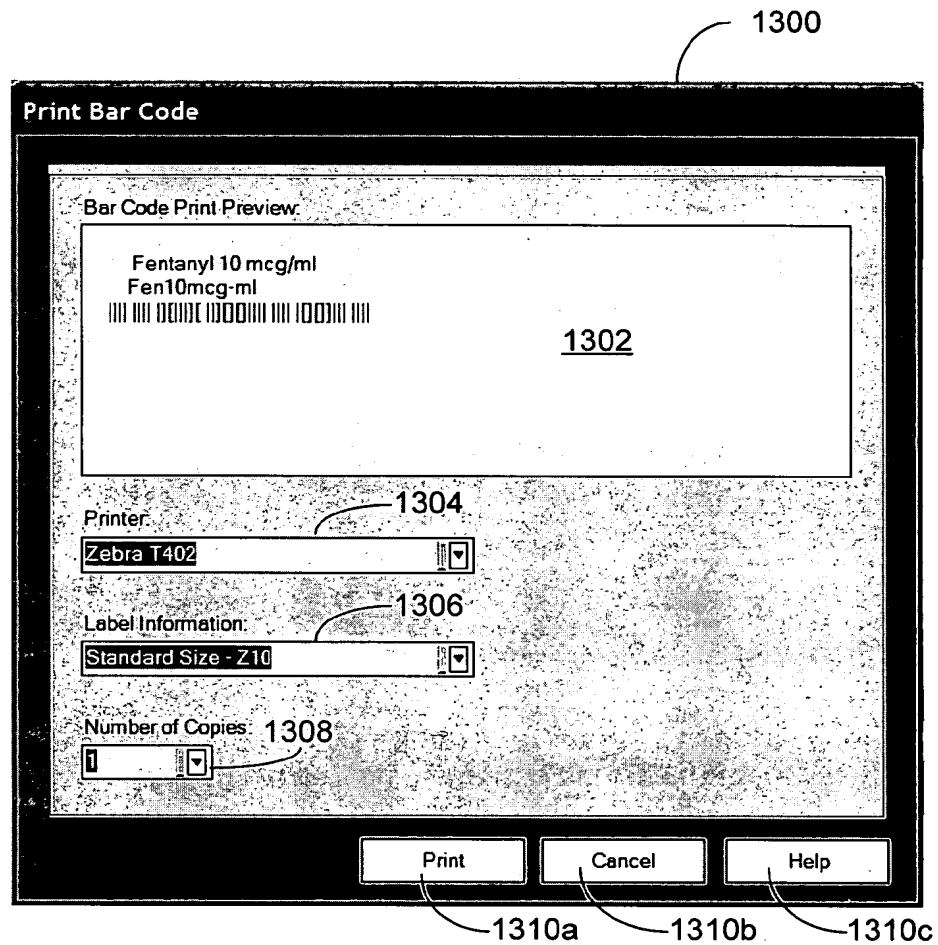 1300
Print Bar Code
Bar Code Print Preview:
Fentanyl 10 mcg/ml
Fen10mcg-ml
1302
1304
Printer:
Zebra T402
1306
Label Information:
Standard Size - Z10
Number of Copies:
1308
1
Print Cancel Help
1310a 1310b 1310c